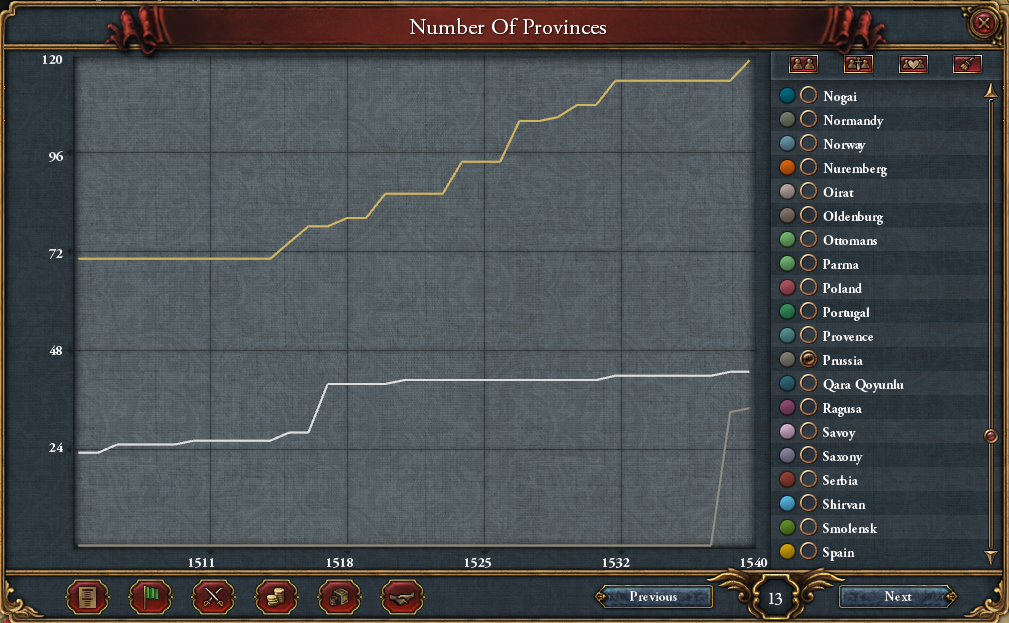 Number Of Provinces
120
96
72
48
24
1511
1518
1525
1532
1540
Nogai
Normandy
Norway
Nuremberg
Oirat
Oldenburg
Ottomans
Parma
Poland
Portugal
Provence
Prussia
Qara Qoyunlu
Ragusa
Savoy
Saxony
Serbia
Shirvan
Smolensk
Spain
Previous
13
Next